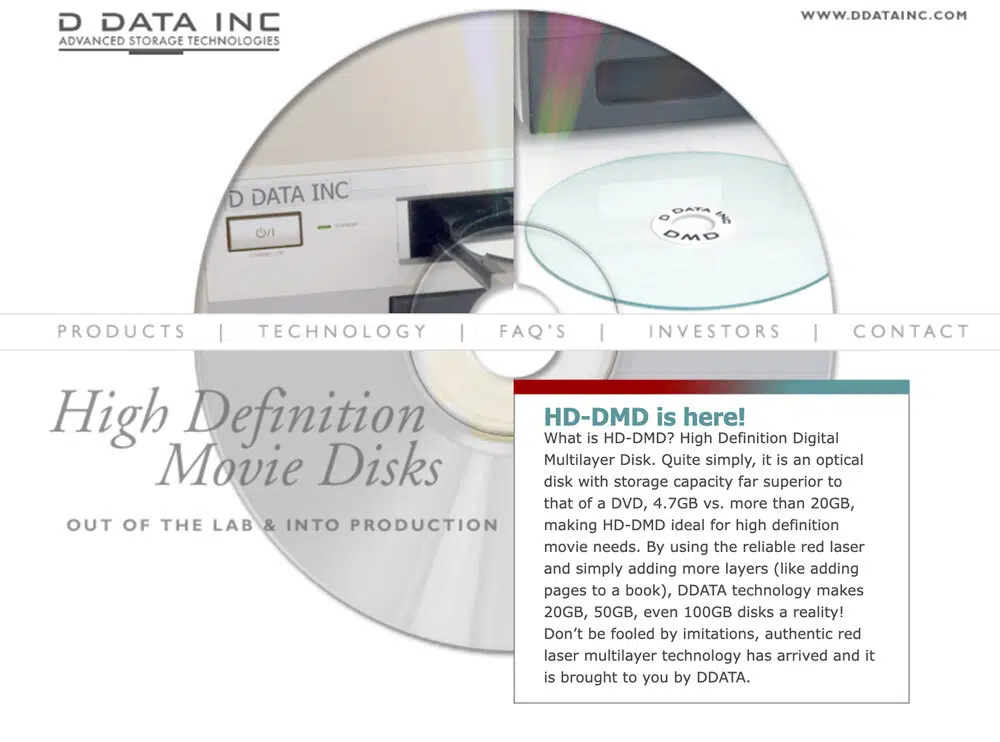 D DATA INC
ADVANCED STORAGE TECHNOLOGIES
WWW.DDATAINC.COM
D DATA INC
STANDBY
D DATA INC
DMD
PRODUCTS | TECHNOLOGY | FAQ'S | INVESTORS | CONTACT
High Definition
Movie Disks
OUT OF THE LAB & INTO PRODUCTION
HD-DMD is here!
What is HD-DMD? High Definition Digital
Multilayer Disk. Quite simply, it is an optical
disk with storage capacity far superior to
that of a DVD, 4.7GB vs. more than 20GB,
making HD-DMD ideal for high definition
movie needs. By using the reliable red laser
and simply adding more layers (like adding
pages to a book), DDATA technology makes
20GB, 50GB, even 100GB disks a reality!
Don’t be fooled by imitations, authentic red
laser multilayer technology has arrived and it
is brought to you by DDATA.